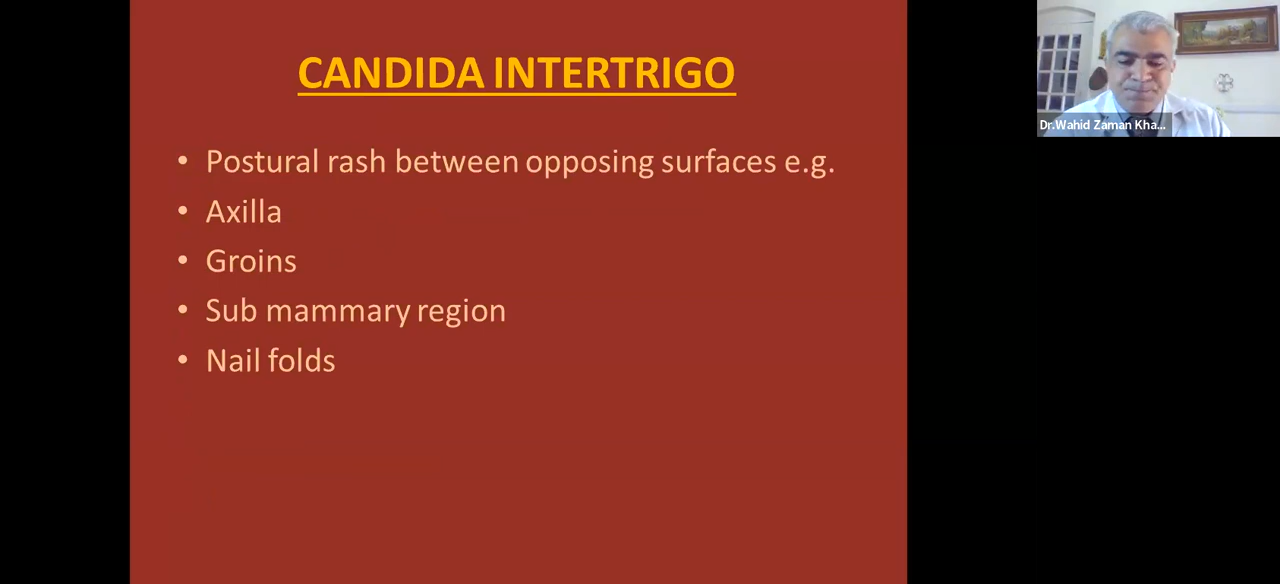 CANDIDA INTERTRIGO
• Postural rash between opposing surfaces e.g.
• Axilla
• Groins
• Sub mammary region
• Nail folds
Dr.Wahid Zaman Kha...